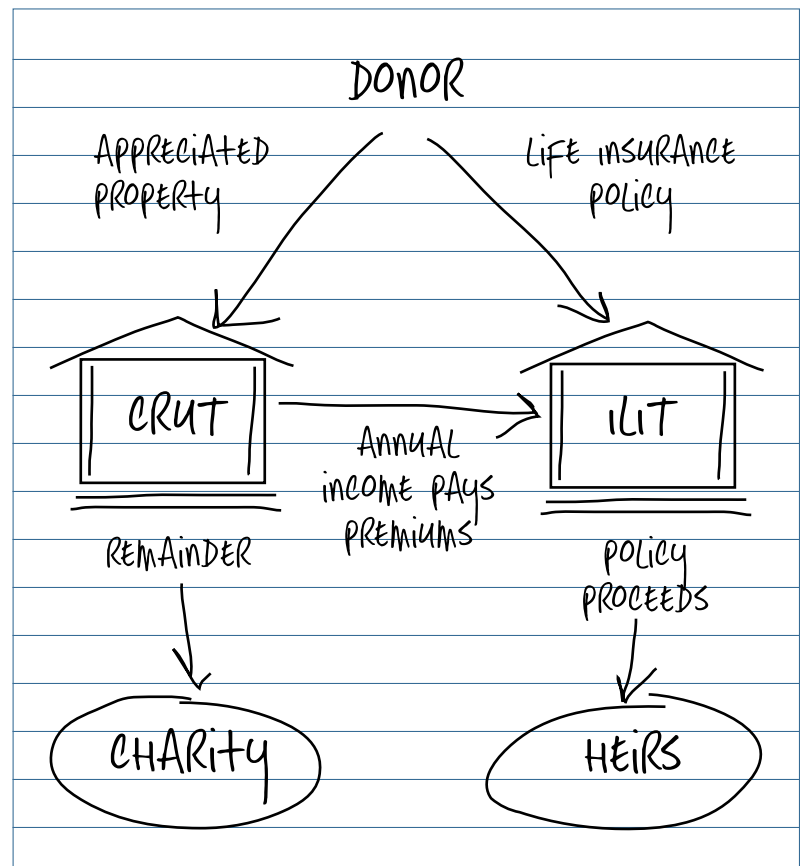 DONOR
APPRECIATED
PROPERTY
LIFE INSURANCE
POLICY
CRUT
ILIT
ANNUAL
INCOME PAYS
PREMIUMS
REMAINDER
POLICY
PROCEEDS
CHARITY
HEIRS